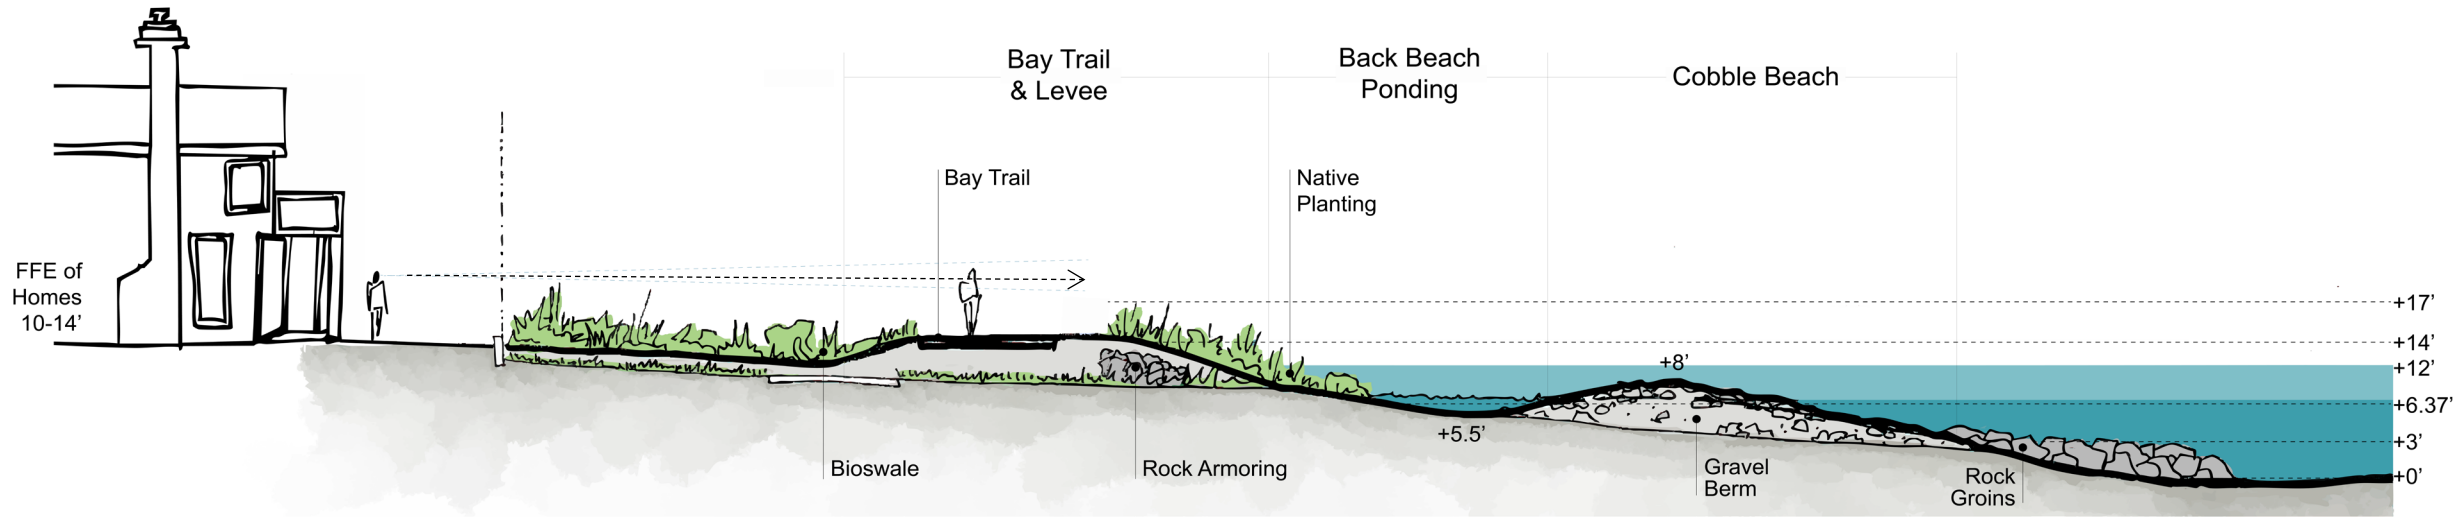 Bay Trail
& Levee
Back Beach
Ponding
Cobble Beach
Bay Trail
Native
Planting
FFE of
Homes
10-14’
+17’
+14’
+12’
+8’
+6.37’
+5.5’
+3’
+0’
Bioswale
Rock Armoring
Gravel
Berm
Rock
Groins